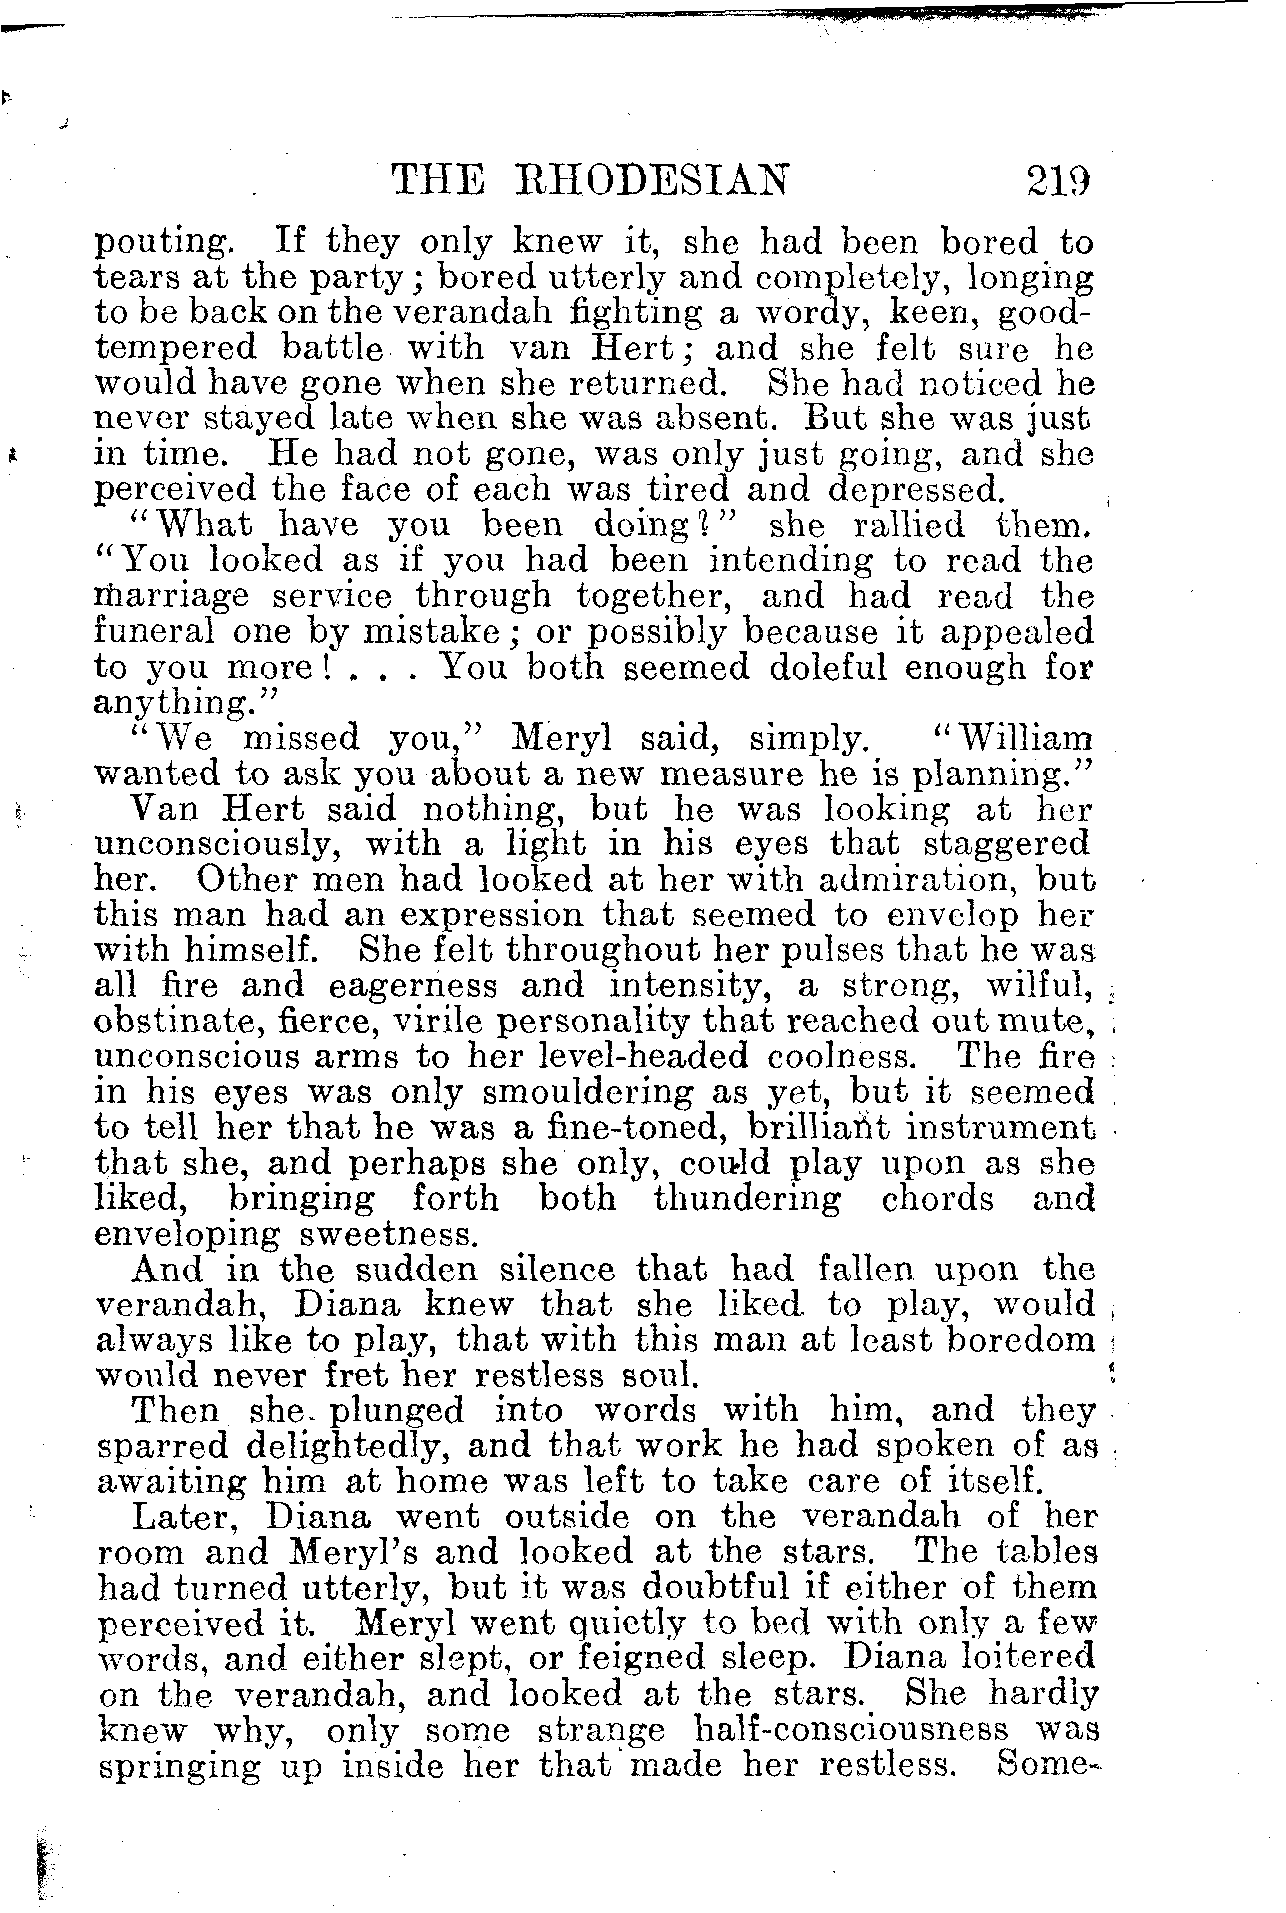 THE RHODESIAN 219
pouting. If they only knew it, she had been bored to
tears at the party; bored utterly and completely, longing
to be back on the verandah fighting a wordy, keen, good-
tempered battle with van Hert; and she felt sure he
would have gone when she returned. She had noticed he
never stayed late when she was absent. But she was just
in time. He had not gone, was only just going, and she
perceived the face of each was tired and depressed.
"What have you been doing?" she rallied them.
"You looked as if you had been intending to read the
marriage service through together, and had read the
funeral one by mistake; or possibly because it appealed
to you more! . . . You both seemed doleful enough for
anything."
"We missed you," Meryl said, simply. "William
wanted to ask you about a new measure he is planning."
Van Hert said nothing, but he was looking at her
unconsciously, with a light in his eyes that staggered
her. Other men had looked at her with admiration, but
this man had an expression that seemed to envelop her
with himself. She felt throughout her pulses that he was
all fire and eagerness and intensity, a strong, wilful,
obstinate, fierce, virile personality that reached out mute,
unconscious arms to her level-headed coolness. The fire
in his eyes was only smouldering as yet, but it seemed
to tell her that he was a fine-toned, brilliant instrument
that she, and perhaps she only, could play upon as she
liked, bringing forth both thundering chords and
enveloping sweetness.
And in the sudden silence that had fallen upon the
verandah, Diana knew that she liked to play, would
always like to play, that with this man at least boredom
would never fret her restless soul.
Then she plunged into words with him, and they
sparred delightedly, and that work he had spoken of as
awaiting him at home was left to take care of itself.
Later, Diana went outside on the verandah of her
room and Meryl's and looked at the stars. The tables
had turned utterly, but it was doubtful if either of them
perceived it. Meryl went quietly to bed with only a few
words, and either slept, or feigned sleep. Diana loitered
on the verandah, and looked at the stars. She hardly
knew why, only some strange half-consciousness was
springing up inside her that made her restless. Some-